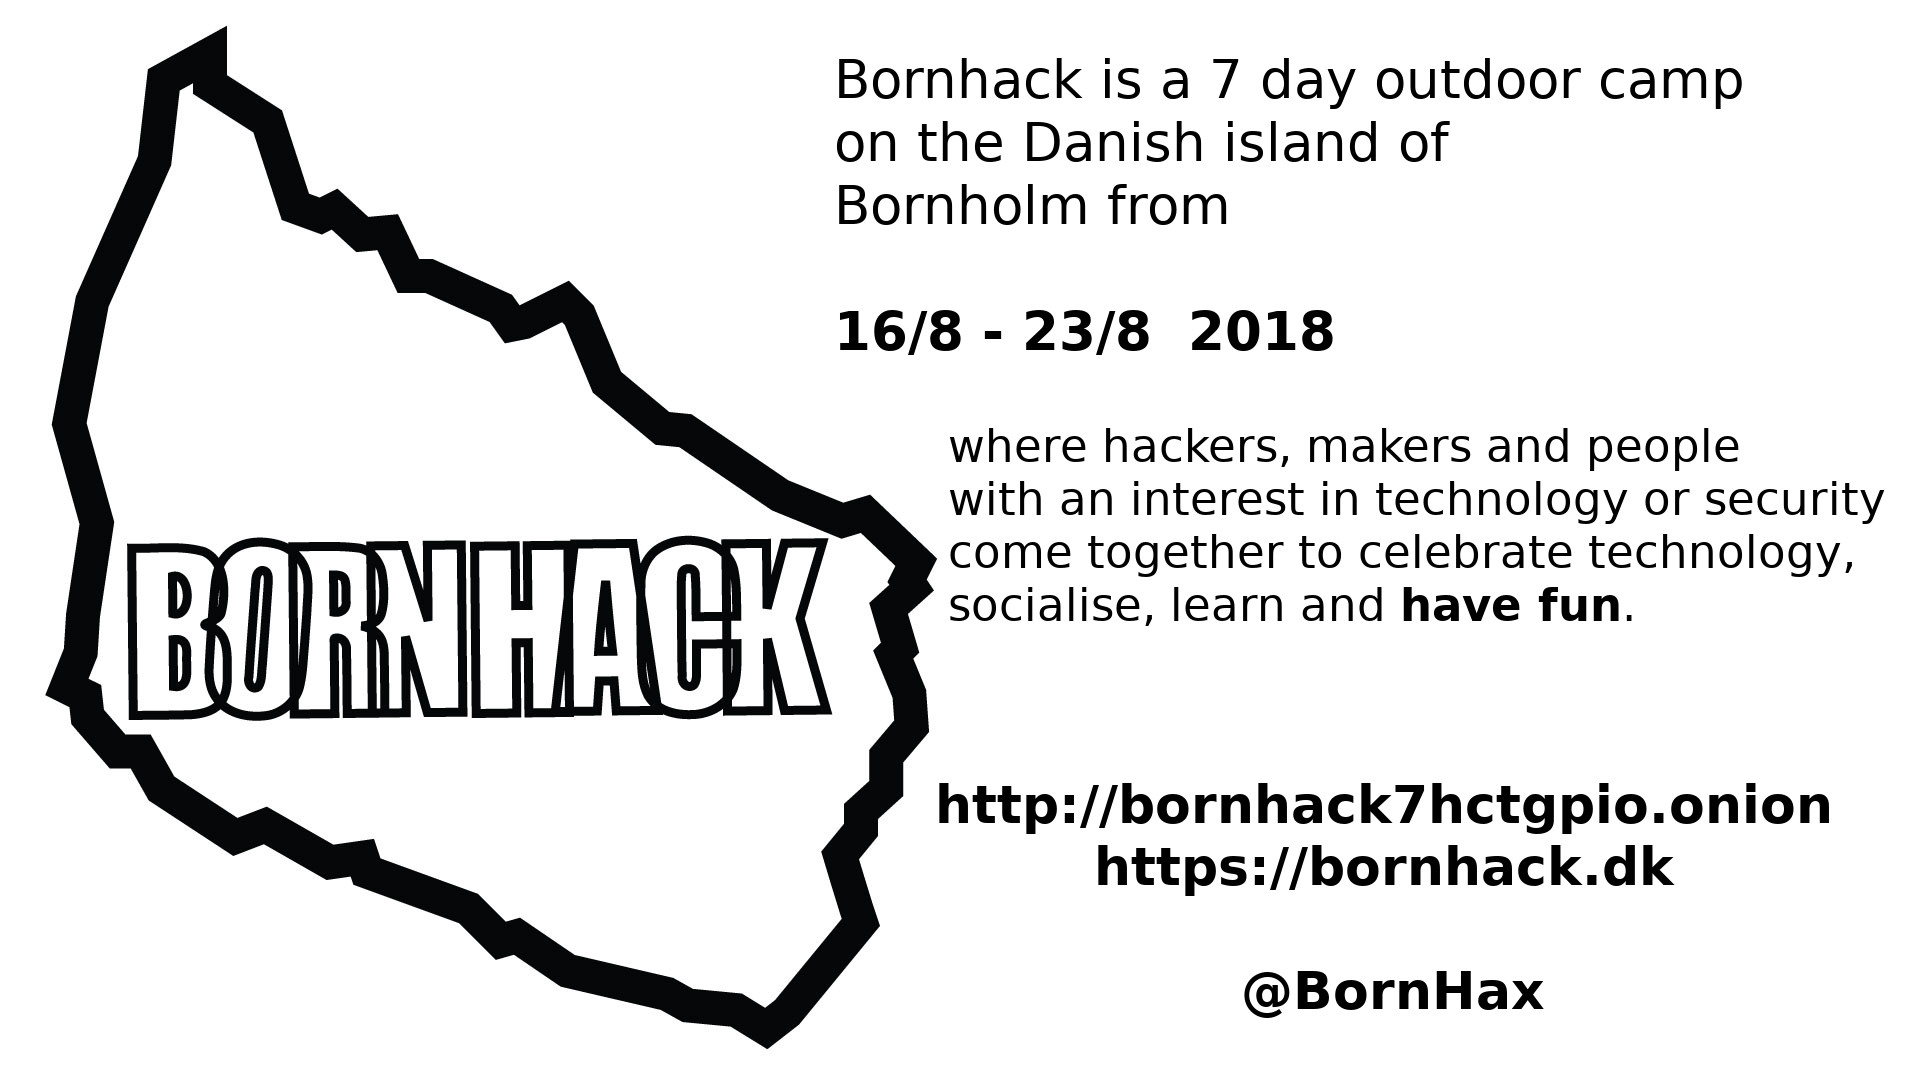 BORNHACK
Bornhack is a 7 day outdoor camp
on the Danish island of
Bornholm from
16/8 - 23/8  2018
where hackers, makers and people
with an interest in technology or security
come together to celebrate technology,
socialise, learn and have fun.
http://bornhack7hctgpio.onion
https://bornhack.dk
@BornHax